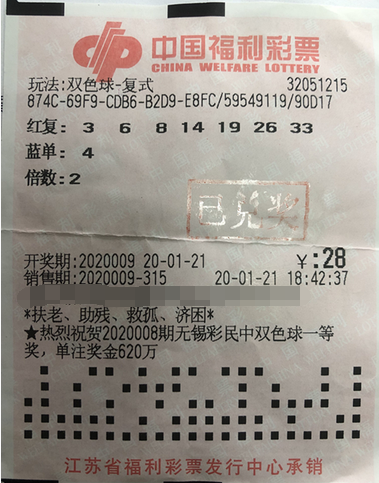 中国福利彩票
CHINA WELFARE LOTTERY
玩法:双色球-复式 32051215
874C-69F9-CDB6-B2D9-E8FC/59549119/90D17
红复: 3 6 8 14 19 26 33
蓝单: 4
倍数:2
已兑奖
开奖期:2020009 20-01-21 ¥:28
销售期:2020009-315 20-01-21 18:42:37
*扶老、助残、救孤、济困*
★热烈祝贺2020008期无锡彩民中双色球一等
奖，单注奖金620万
江苏省福利彩票发行中心承销